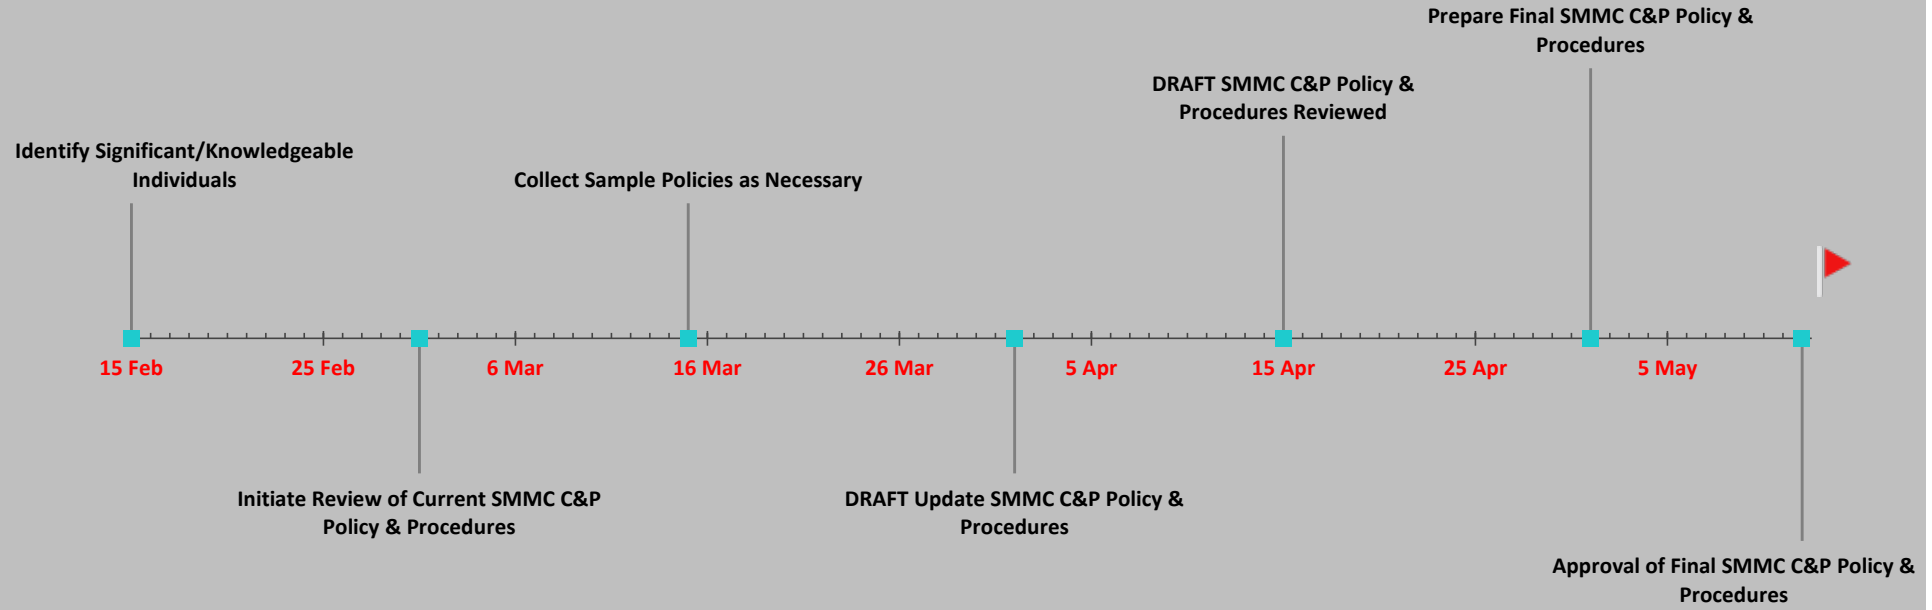 Prepare Final SMMC C&P Policy &
Procedures
DRAFT SMMC C&P Policy &
Procedures Reviewed
Identify Significant/Knowledgeable
Individuals
Collect Sample Policies as Necessary
15 Feb
25 Feb
6 Mar
16 Mar
26 Mar
5 Apr
15 Apr
25 Apr
5 May
Initiate Review of Current SMMC C&P
Policy & Procedures
DRAFT Update SMMC C&P Policy &
Procedures
Approval of Final SMMC C&P Policy &
Procedures